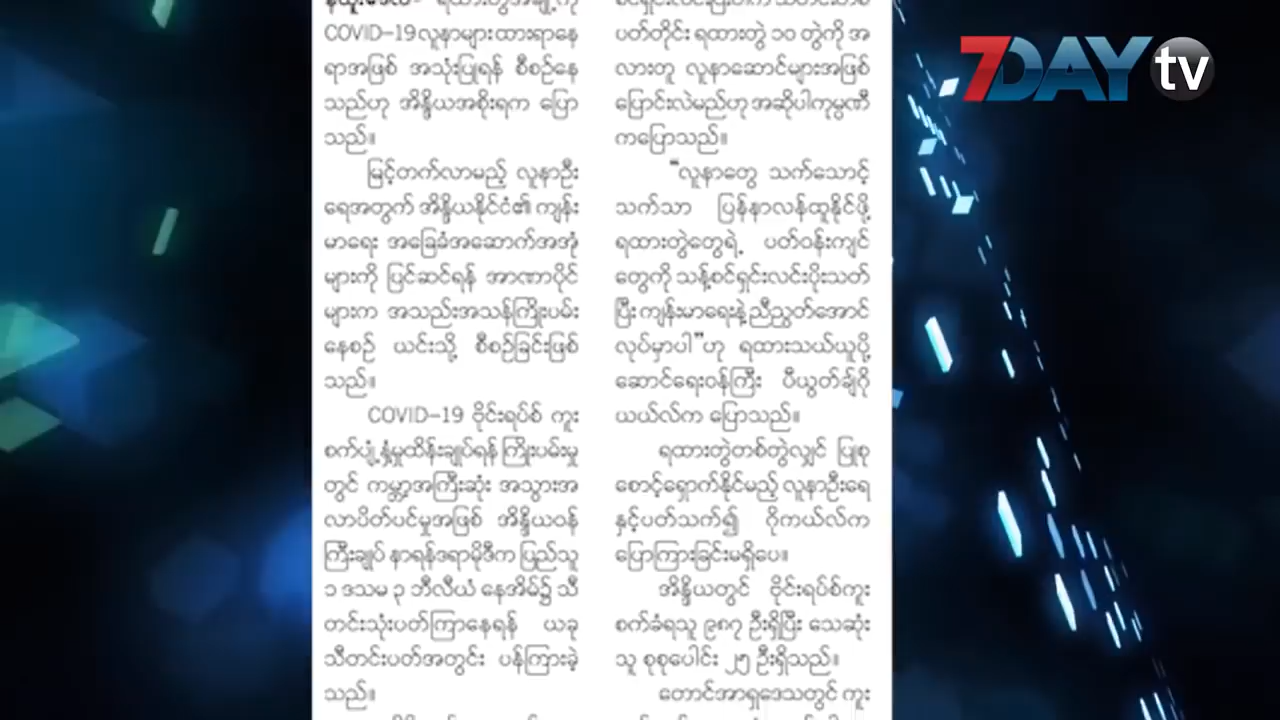 COVID-19 လူနာများထားရာနေ
ရာအဖြစ် အသုံးပြုရန် စီစဉ်နေ
သည်ဟု အိန္ဒိယအစိုးရက ပြော
သည်။
မြင့်တက်လာမည့် လူနာဦး
ရေအတွက် အိန္ဒိယနိုင်ငံ၏ ကျန်း
မာရေး အခြေခံအဆောက်အအုံ
များကို ပြင်ဆင်ရန် အာဏာပိုင်
များက အသည်းအသန်ကြိုးပမ်း
နေစဉ် ယင်းသို့ စီစဉ်ခြင်းဖြစ်
သည်။
COVID-19 ဗိုင်းရပ်စ် ကူး
စက်ပျံ့နှံ့မှုထိန်းချုပ်ရန် ကြိုးပမ်းမှု
တွင် ကမ္ဘာ့အကြီးဆုံး အသွားအ
လာပိတ်ပင်မှုအဖြစ် အိန္ဒိယဝန်
ကြီးချုပ် နာရန်ဒရာမိုဒီက ပြည်သူ
၁ ဒသမ ၃ ဘီလီယံ နေအိမ်၌ သီ
တင်းသုံးပတ်ကြာနေရန် ယခု
သီတင်းပတ်အတွင်း ပန်ကြားခဲ့
သည်။
ပတ်တိုင်း ရထားတွဲ ၁၀ တွဲကို အ
လားတူ လူနာဆောင်များအဖြစ်
ပြောင်းလဲမည်ဟု အဆိုပါကုမ္ပဏီ
ကပြောသည်။
“လူနာတွေ သက်သောင့်
သက်သာ ပြန်နာလန်ထူနိုင်ဖို့
ရထားတွဲတွေရဲ့ ပတ်ဝန်းကျင်
တွေကို သန့်စင်ရှင်းလင်းပိုးသတ်
ပြီး ကျန်းမာရေးနဲ့ ညီညွတ်အောင်
လုပ်မှာပါ”ဟု ရထားသယ်ယူပို့
ဆောင်ရေးဝန်ကြီး ပီယွတ်ချ်ဂို
ယယ်လ်က ပြောသည်။
ရထားတွဲတစ်တွဲလျှင် ပြုစု
စောင့်ရှောက်နိုင်မည့် လူနာဦးရေ
နှင့်ပတ်သက်၍ ဂိုကယ်လ်က
ပြောကြားခြင်းမရှိပေ။
အိန္ဒိယတွင် ဗိုင်းရပ်စ်ကူး
စက်ခံရသူ ၉၈၇ ဦးရှိပြီး သေဆုံး
သူ စုစုပေါင်း ၂၅ ဦးရှိသည်။
တောင်အာရှဒေသတွင် ကူး
7DAY tv